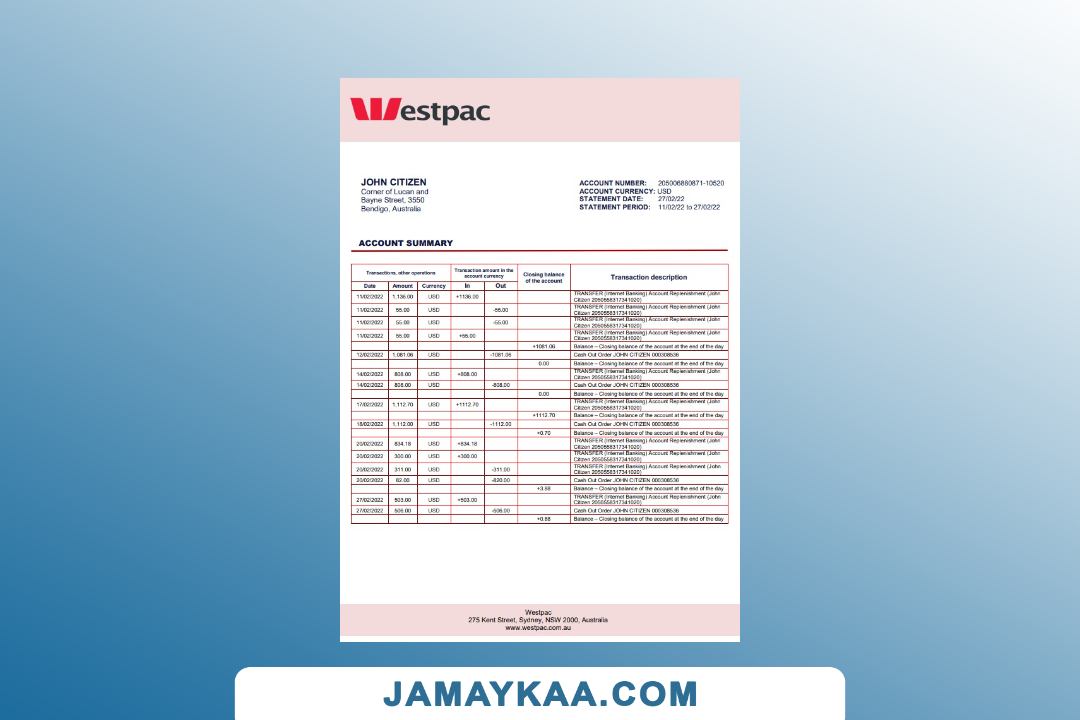 Westpac
JOHN CITIZEN
Corner of Lucan and
Bayne Street, 3550
Bendigo, Australia
ACCOUNT NUMBER: 205006880871-10520
ACCOUNT CURRENCY: USD
STATEMENT DATE: 27/02/22
STATEMENT PERIOD: 11/02/22 to 27/02/22
ACCOUNT SUMMARY
Transactions, other operations
Transaction amount in the
account currency
Closing balance
of the account
Transaction description
Date Amount Currency In Out
11/02/2022 1,136.00 USD +1136.00 TRANSFER (Internet Banking) Account Replenishment (John
Citizen 2050558317341020)
11/02/2022 55.00 USD -55.00 TRANSFER (Internet Banking) Account Replenishment (John
Citizen 2050558317341020)
11/02/2022 55.00 USD -55.00 TRANSFER (Internet Banking) Account Replenishment (John
Citizen 2050558317341020)
11/02/2022 55.00 USD +55.00 TRANSFER (Internet Banking) Account Replenishment (John
Citizen 2050558317341020)
+1081.06 Balance – Closing balance of the account at the end of the day
12/02/2022 1,081.06 USD -1081.06 Cash Out Order JOHN CITIZEN 000308536
0.00 Balance – Closing balance of the account at the end of the day
14/02/2022 808.00 USD +808.00 TRANSFER (Internet Banking) Account Replenishment (John
Citizen 2050558317341020)
14/02/2022 808.00 USD -808.00 Cash Out Order JOHN CITIZEN 000308536
0.00 Balance – Closing balance of the account at the end of the day
17/02/2022 1,112.70 USD +1112.70 TRANSFER (Internet Banking) Account Replenishment (John
Citizen 2050558317341020)
+1112.70 Balance – Closing balance of the account at the end of the day
18/02/2022 1,112.00 USD -1112.00 Cash Out Order JOHN CITIZEN 000308536
+0.70 Balance – Closing balance of the account at the end of the day
20/02/2022 834.18 USD +834.18 TRANSFER (Internet Banking) Account Replenishment (John
Citizen 2050558317341020)
20/02/2022 300.00 USD +300.00 TRANSFER (Internet Banking) Account Replenishment (John
Citizen 2050558317341020)
20/02/2022 311.00 USD -311.00 TRANSFER (Internet Banking) Account Replenishment (John
Citizen 2050558317341020)
20/02/2022 82.00 USD -820.00 Cash Out Order JOHN CITIZEN 000308536
+3.88 Balance – Closing balance of the account at the end of the day
27/02/2022 503.00 USD +503.00 TRANSFER (Internet Banking) Account Replenishment (John
Citizen 2050558317341020)
27/02/2022 506.00 USD -506.00 Cash Out Order JOHN CITIZEN 000308536
+0.88 Balance – Closing balance of the account at the end of the day
Westpac
275 Kent Street, Sydney, NSW 2000, Australia
www.westpac.com.au
JAMAYKAA.COM